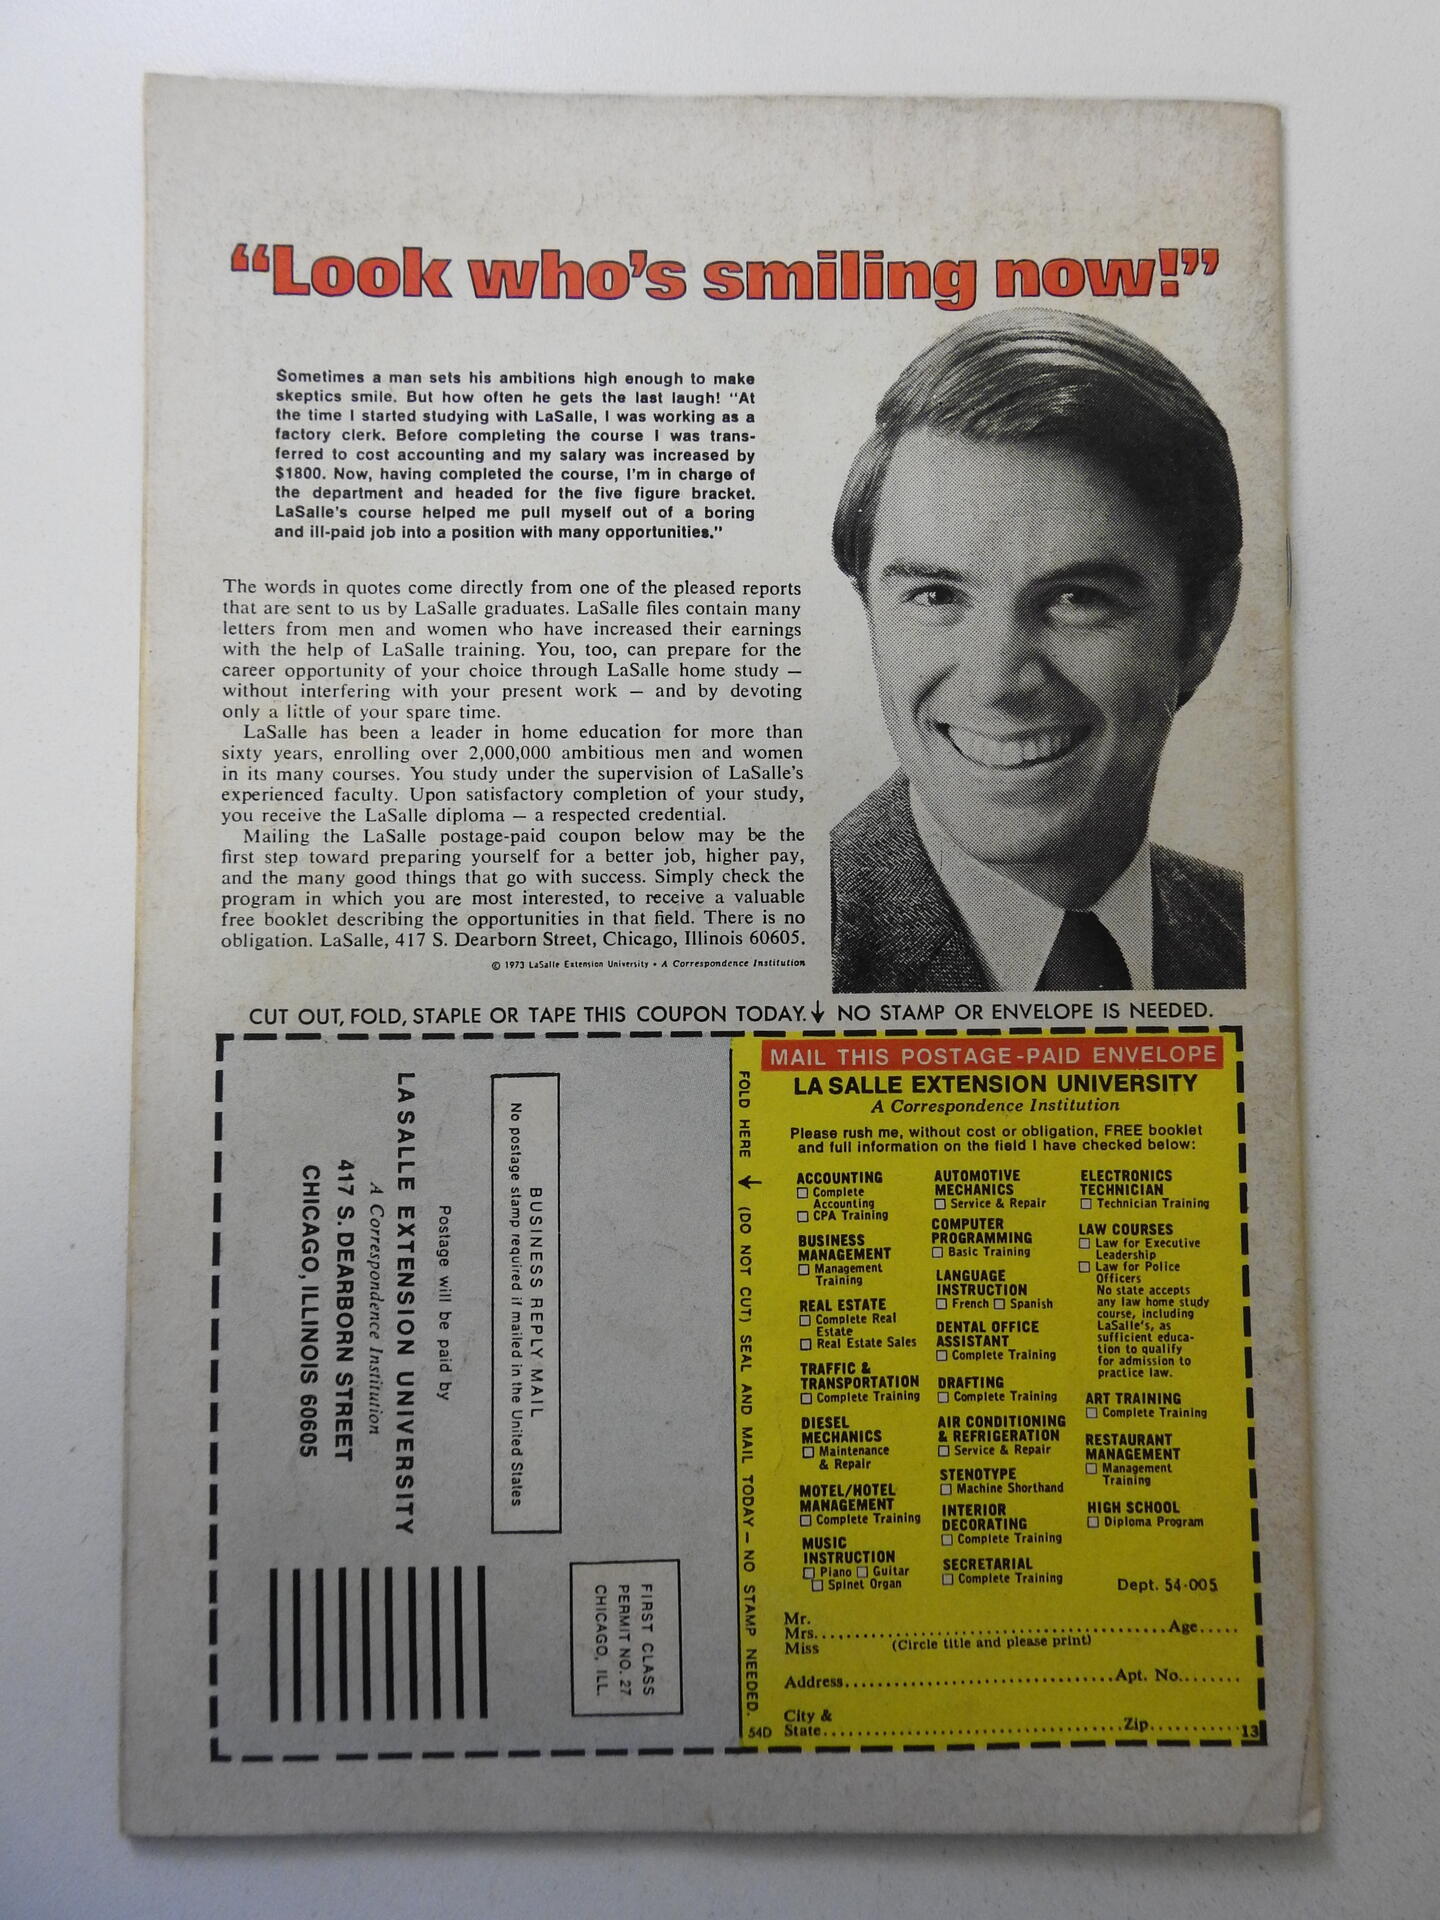 “Look who’s smiling now!”
Sometimes a man sets his ambitions high enough to make
skeptics smile. But how often he gets the last laugh! “At
the time I started studying with LaSalle, I was working as a
factory clerk. Before completing the course I was trans-
ferred to cost accounting and my salary was increased by
$1800. Now, having completed the course, I’m in charge of
the department and headed for the five figure bracket.
LaSalle’s course helped me pull myself out of a boring
and ill-paid job into a position with many opportunities.”
The words in quotes come directly from one of the pleased reports
that are sent to us by LaSalle graduates. LaSalle files contain many
letters from men and women who have increased their earnings
with the help of LaSalle training. You, too, can prepare for the
career opportunity of your choice through LaSalle home study —
without interfering with your present work — and by devoting
only a little of your spare time.
LaSalle has been a leader in home education for more than
sixty years, enrolling over 2,000,000 ambitious men and women
in its many courses. You study under the supervision of LaSalle’s
experienced faculty. Upon satisfactory completion of your study,
you receive the LaSalle diploma — a respected credential.
Mailing the LaSalle postage-paid coupon below may be the
first step toward preparing yourself for a better job, higher pay,
and the many good things that go with success. Simply check the
program in which you are most interested, to receive a valuable
free booklet describing the opportunities in that field. There is no
obligation. LaSalle, 417 S. Dearborn Street, Chicago, Illinois 60605.
© 1973 LaSalle Extension University • A Correspondence Institution
CUT OUT, FOLD, STAPLE OR TAPE THIS COUPON TODAY. ↓ NO STAMP OR ENVELOPE IS NEEDED.
FIRST CLASS
PERMIT NO. 27
CHICAGO, ILL.
BUSINESS REPLY MAIL
No postage stamp required if mailed in the United States
Postage will be paid by
LA SALLE EXTENSION UNIVERSITY
A Correspondence Institution
417 S. DEARBORN STREET
CHICAGO, ILLINOIS 60605
FOLD HERE ↓ (DO NOT CUT) SEAL AND MAIL TODAY — NO STAMP NEEDED.
54D
MAIL THIS POSTAGE-PAID ENVELOPE
LA SALLE EXTENSION UNIVERSITY
A Correspondence Institution
Please rush me, without cost or obligation, FREE booklet
and full information on the field I have checked below:
ACCOUNTING
☐ Complete
Accounting
☐ CPA Training
BUSINESS
MANAGEMENT
☐ Management
Training
REAL ESTATE
☐ Complete Real
Estate
☐ Real Estate Sales
TRAFFIC &
TRANSPORTATION
☐ Complete Training
DIESEL
MECHANICS
☐ Maintenance
& Repair
MOTEL/HOTEL
MANAGEMENT
☐ Complete Training
MUSIC
INSTRUCTION
☐ Piano ☐ Guitar
☐ Spinet Organ
AUTOMOTIVE
MECHANICS
☐ Service & Repair
COMPUTER
PROGRAMMING
☐ Basic Training
LANGUAGE
INSTRUCTION
☐ French ☐ Spanish
DENTAL OFFICE
ASSISTANT
☐ Complete Training
DRAFTING
☐ Complete Training
AIR CONDITIONING
& REFRIGERATION
☐ Service & Repair
STENOTYPE
☐ Machine Shorthand
INTERIOR
DECORATING
☐ Complete Training
SECRETARIAL
☐ Complete Training
ELECTRONICS
TECHNICIAN
☐ Technician Training
LAW COURSES
☐ Law for Executive
Leadership
☐ Law for Police
Officers
No state accepts
any law home study
course, including
LaSalle’s, as
sufficient educa-
tion to qualify
for admission to
practice law.
ART TRAINING
☐ Complete Training
RESTAURANT
MANAGEMENT
☐ Management
Training
HIGH SCHOOL
☐ Diploma Program
Dept. 54-005
Mr.
Mrs. Age
Miss (Circle title and please print)
Address Apt. No.
City &
State Zip 13